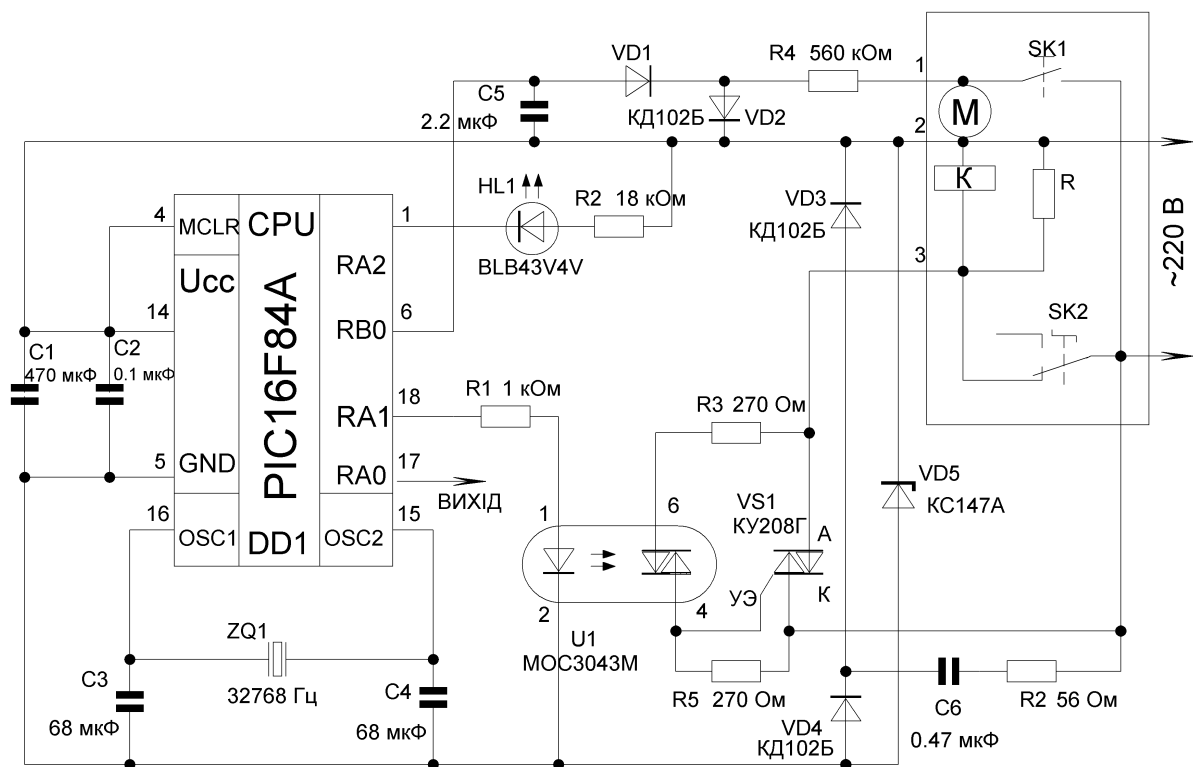 VD1
R4 560 кОм
1
SK1
C5
2.2 мкФ
КД102Б
VD2
М
2
HL1
R2 18 кОм
VD3
КД102Б
К
R
~220 В
4
MCLR
CPU
1
RA2
BLB43V4V
Ucc
3
14
6
RB0
SK2
C1
470 мкФ
C2
0.1 мкФ
PIC16F84A
R1 1 кОм
18
RA1
R3 270 Ом
5
GND
17
RA0
ВИХІД
VD5
КС147А
16
OSC1
DD1
OSC2
15
1
6
VS1
КУ208Г
А
УЭ
К
2
4
U1
MOC3043M
ZQ1
32768 Гц
C3
68 мкФ
C4
68 мкФ
R5 270 Ом
VD4
КД102Б
C6
0.47 мкФ
R2 56 Ом